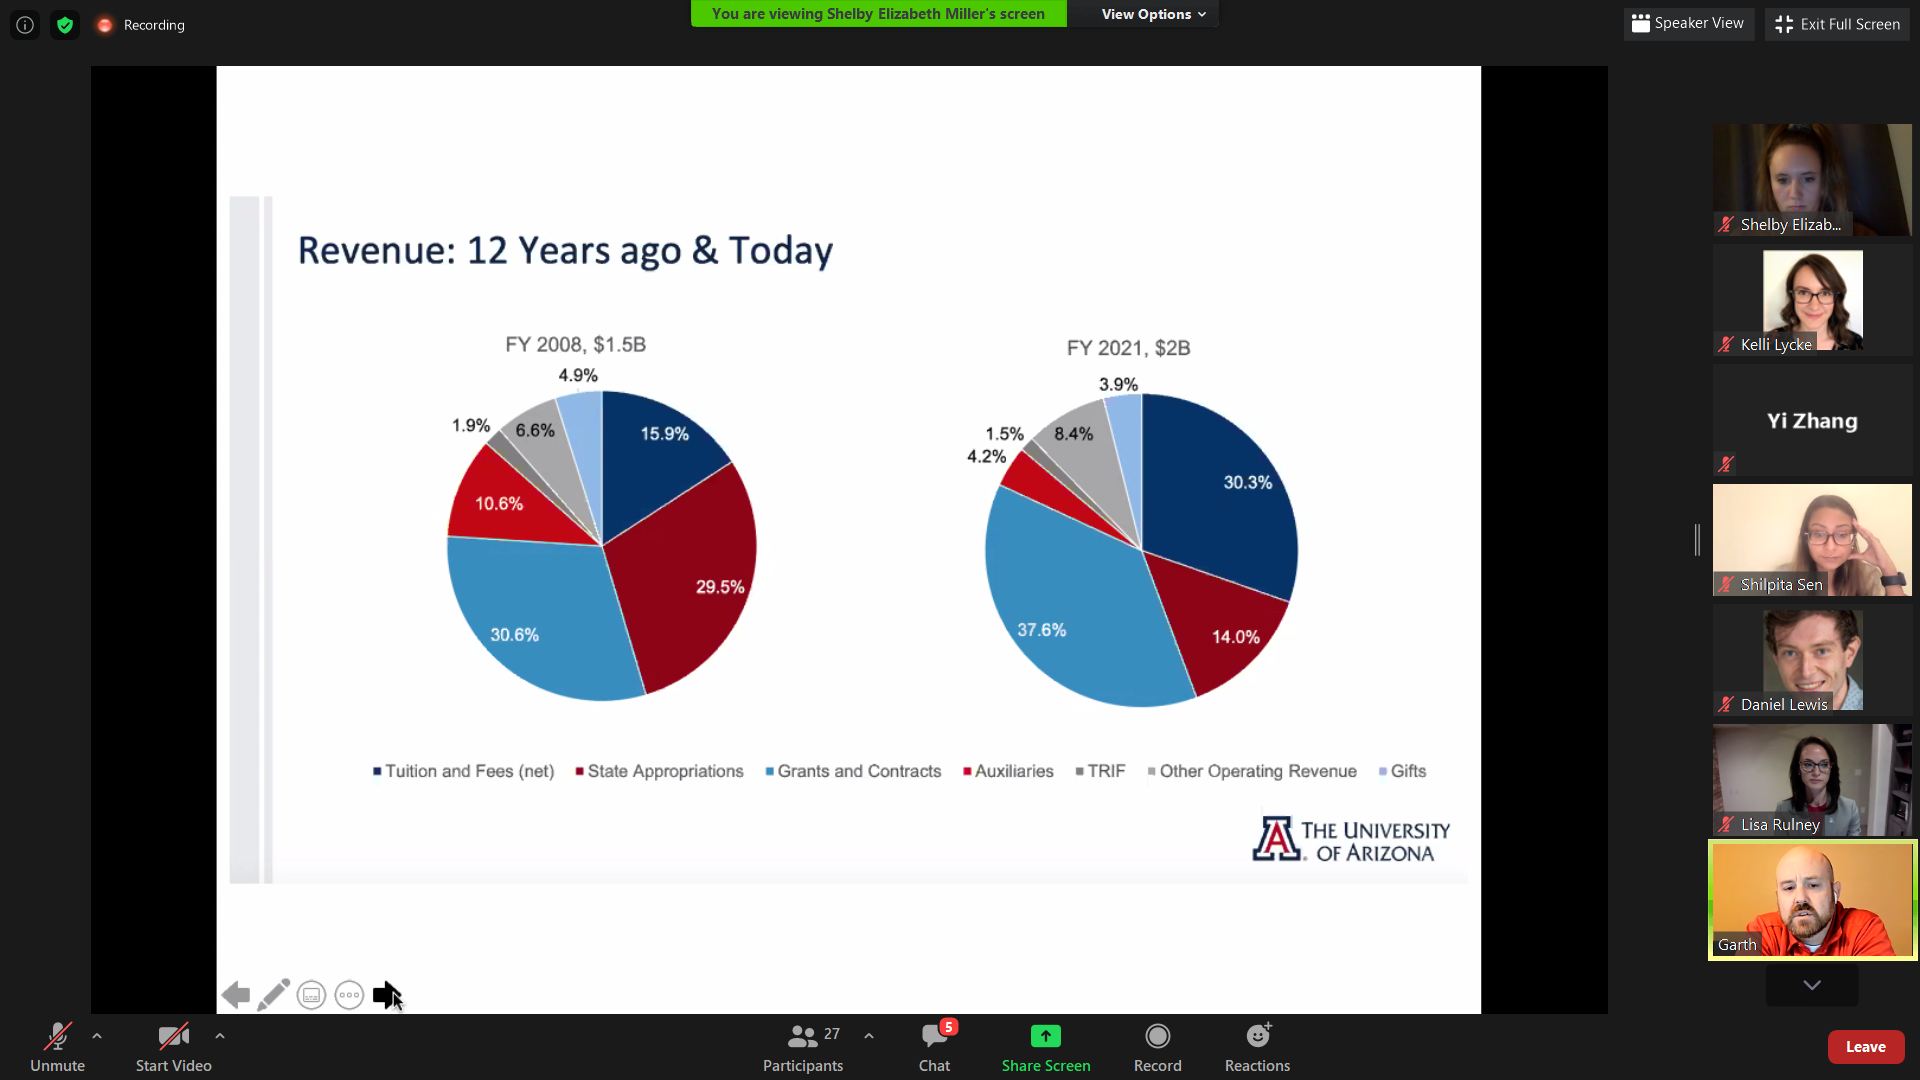 Recording
You are viewing Shelby Elizabeth Miller's screen
View Options
Speaker View
Exit Full Screen
Revenue: 12 Years ago & Today
FY 2008, $1.5B
4.9%
1.9%
6.6%
15.9%
10.6%
29.5%
30.6%
FY 2021, $2B
3.9%
1.5%
8.4%
4.2%
30.3%
37.6%
14.0%
Tuition and Fees (net) State Appropriations Grants and Contracts Auxiliaries TRIF Other Operating Revenue Gifts
A
THE UNIVERSITY
OF ARIZONA
Shelby Elizab...
Kelli Lycke
Yi Zhang
Shilpita Sen
Daniel Lewis
Lisa Rulney
Garth
Unmute
Start Video
27
Participants
5
Chat
Share Screen
Record
Reactions
Leave